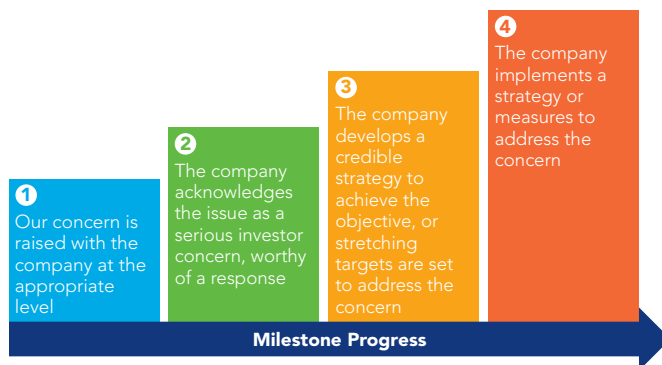 1
Our concern is
raised with the
company at the
appropriate
level
2
The company
acknowledges
the issue as a
serious investor
concern, worthy
of a response
3
The company
develops a
credible
strategy to
achieve the
objective, or
stretching
targets are set
to address the
concern
4
The company
implements a
strategy or
measures to
address the
concern
Milestone Progress